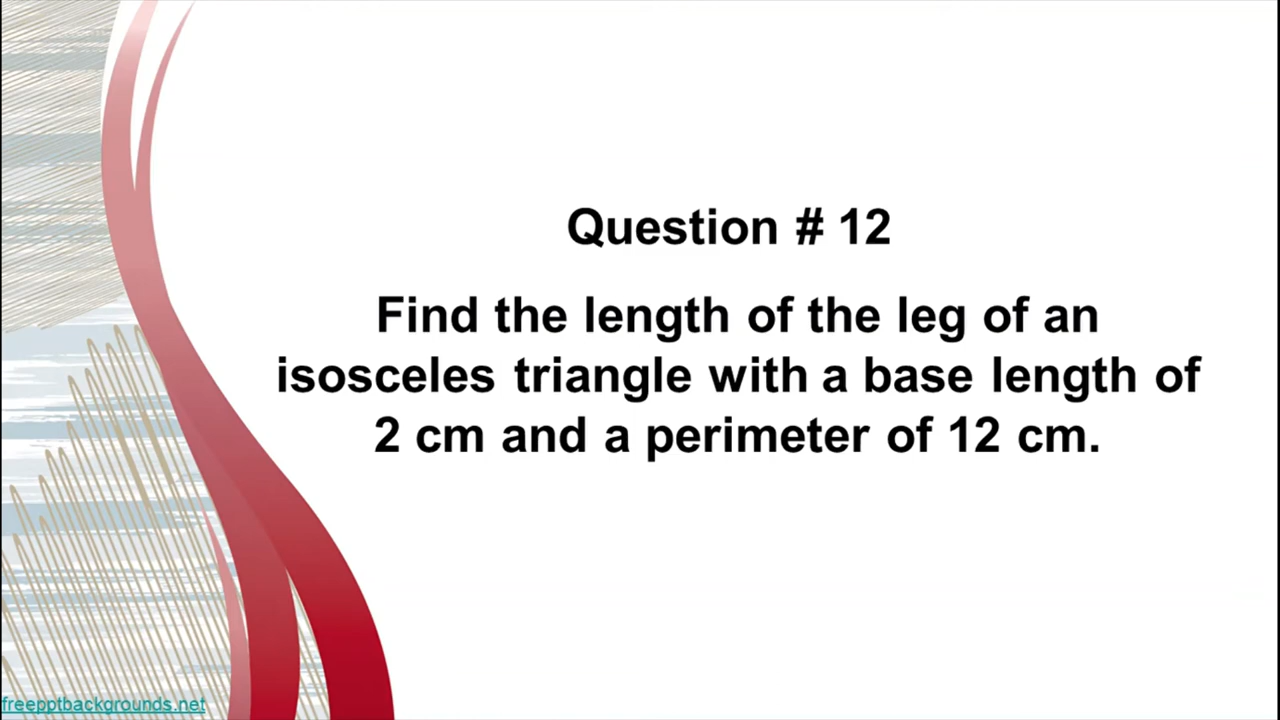 Question # 12
Find the length of the leg of an
isosceles triangle with a base length of
2 cm and a perimeter of 12 cm.
freepptbackgrounds.net